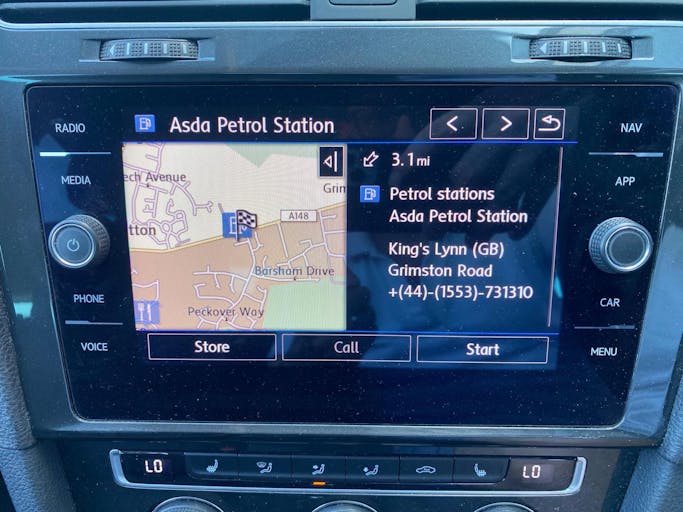 RADIO
MEDIA
PHONE
VOICE
Asda Petrol Station
3.1 mi
Petrol stations
Asda Petrol Station
King's Lynn (GB)
Grimston Road
+(44)-(1553)-731310
ech Avenue
Grim
A148
tton
Barsham Drive
Peckover Way
Store
Call
Start
NAV
APP
CAR
MENU
LO
LO